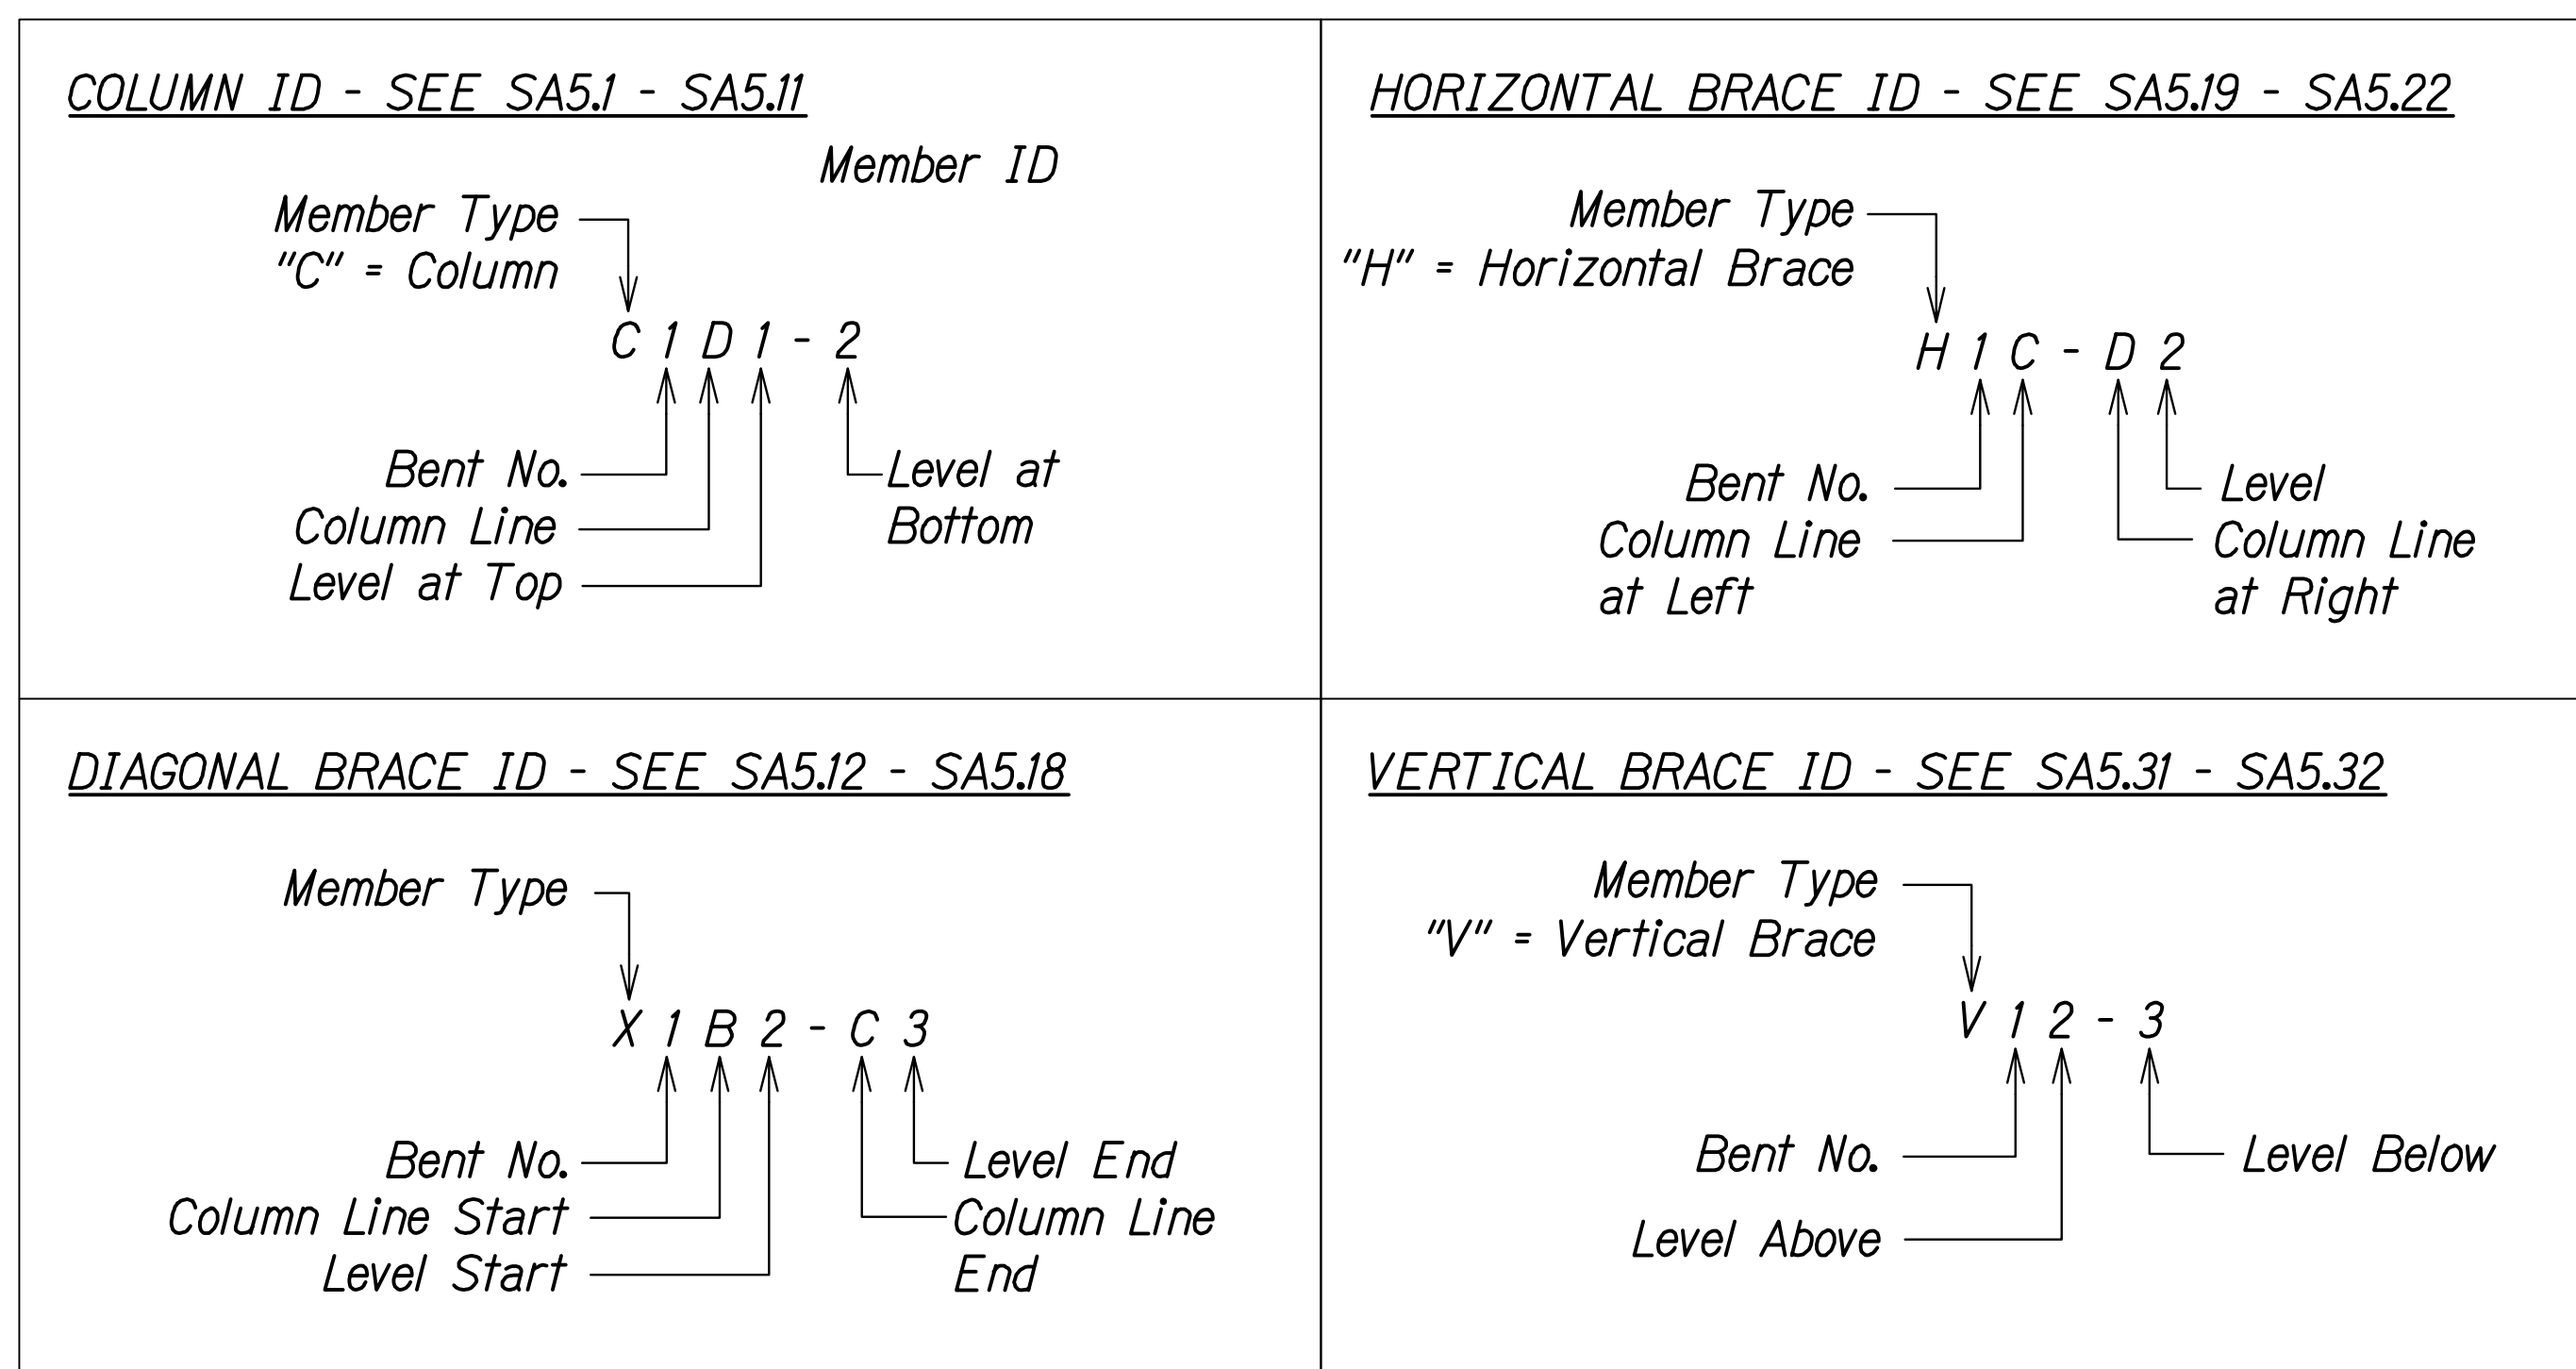 COLUMN ID - SEE SA5.1 - SA5.11
Member ID
Member Type
"C" = Column
C 1 D 1 - 2
Bent No.
Column Line
Level at Top
Level at
Bottom
HORIZONTAL BRACE ID - SEE SA5.19 - SA5.22
Member Type
"H" = Horizontal Brace
H 1 C - D 2
Bent No.
Column Line
at Left
Level
Column Line
at Right
DIAGONAL BRACE ID - SEE SA5.12 - SA5.18
Member Type
X 1 B 2 - C 3
Bent No.
Column Line Start
Level Start
Level End
Column Line
End
VERTICAL BRACE ID - SEE SA5.31 - SA5.32
Member Type
"V" = Vertical Brace
V 1 2 - 3
Bent No.
Level Above
Level Below